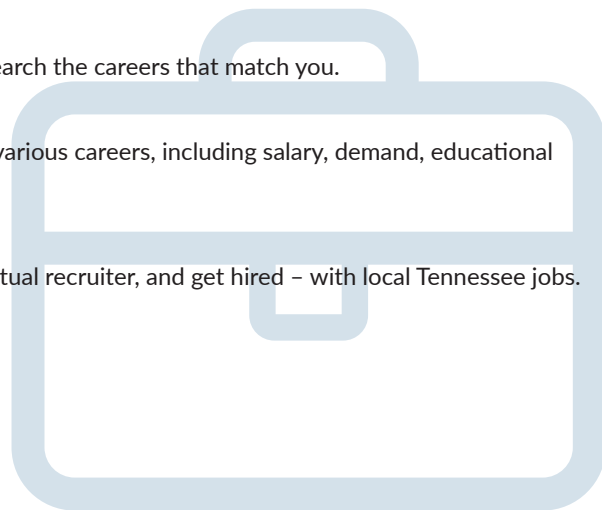 earch the careers that match you.
various careers, including salary, demand, educational
tual recruiter, and get hired – with local Tennessee jobs.